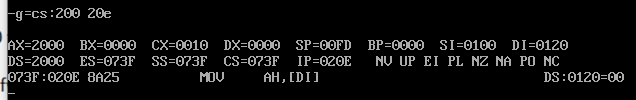 -g=cs:200 20e
AX=2000 BX=0000 CX=0010 DX=0000 SP=00FD BP=0000 SI=0100 DI=0120
DS=2000 ES=073F SS=073F CS=073F IP=020E NV UP EI PL NZ NA PO NC
073F:020E 8A25 MOV AH,[DI] DS:0120=00
-